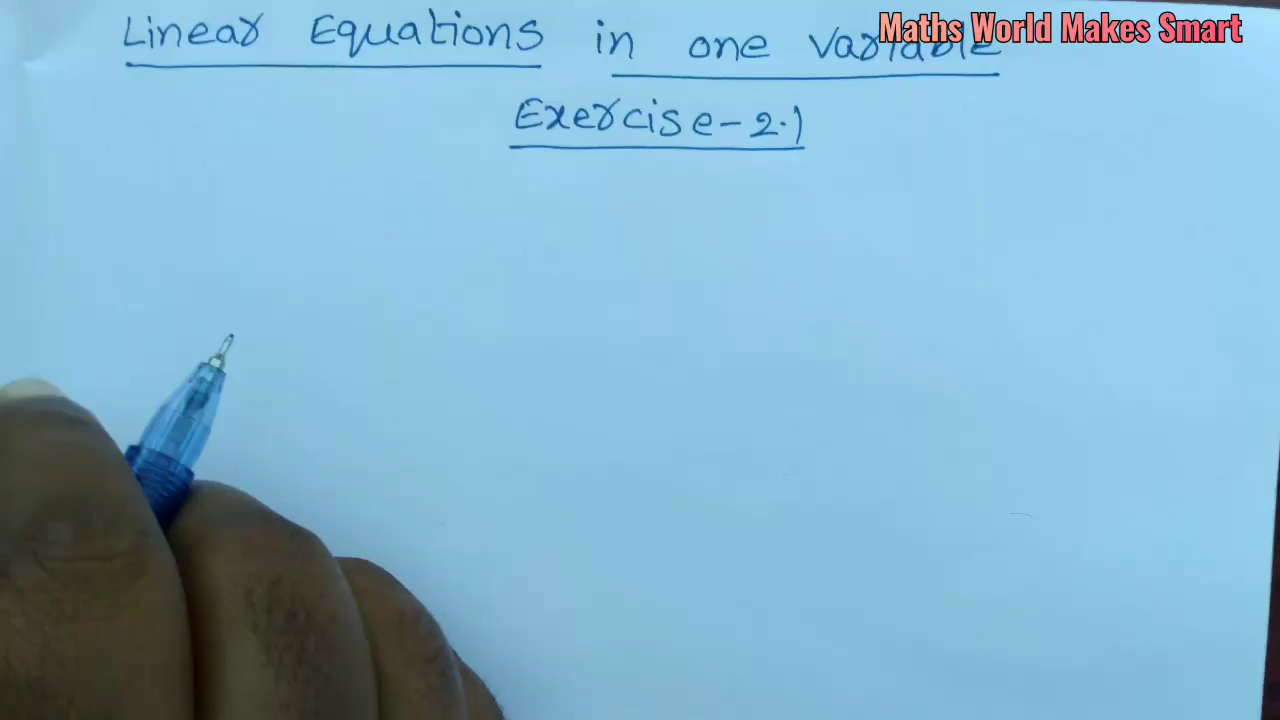 Maths World Makes Smart
Linear Equations in one variable
Exercise-2.1